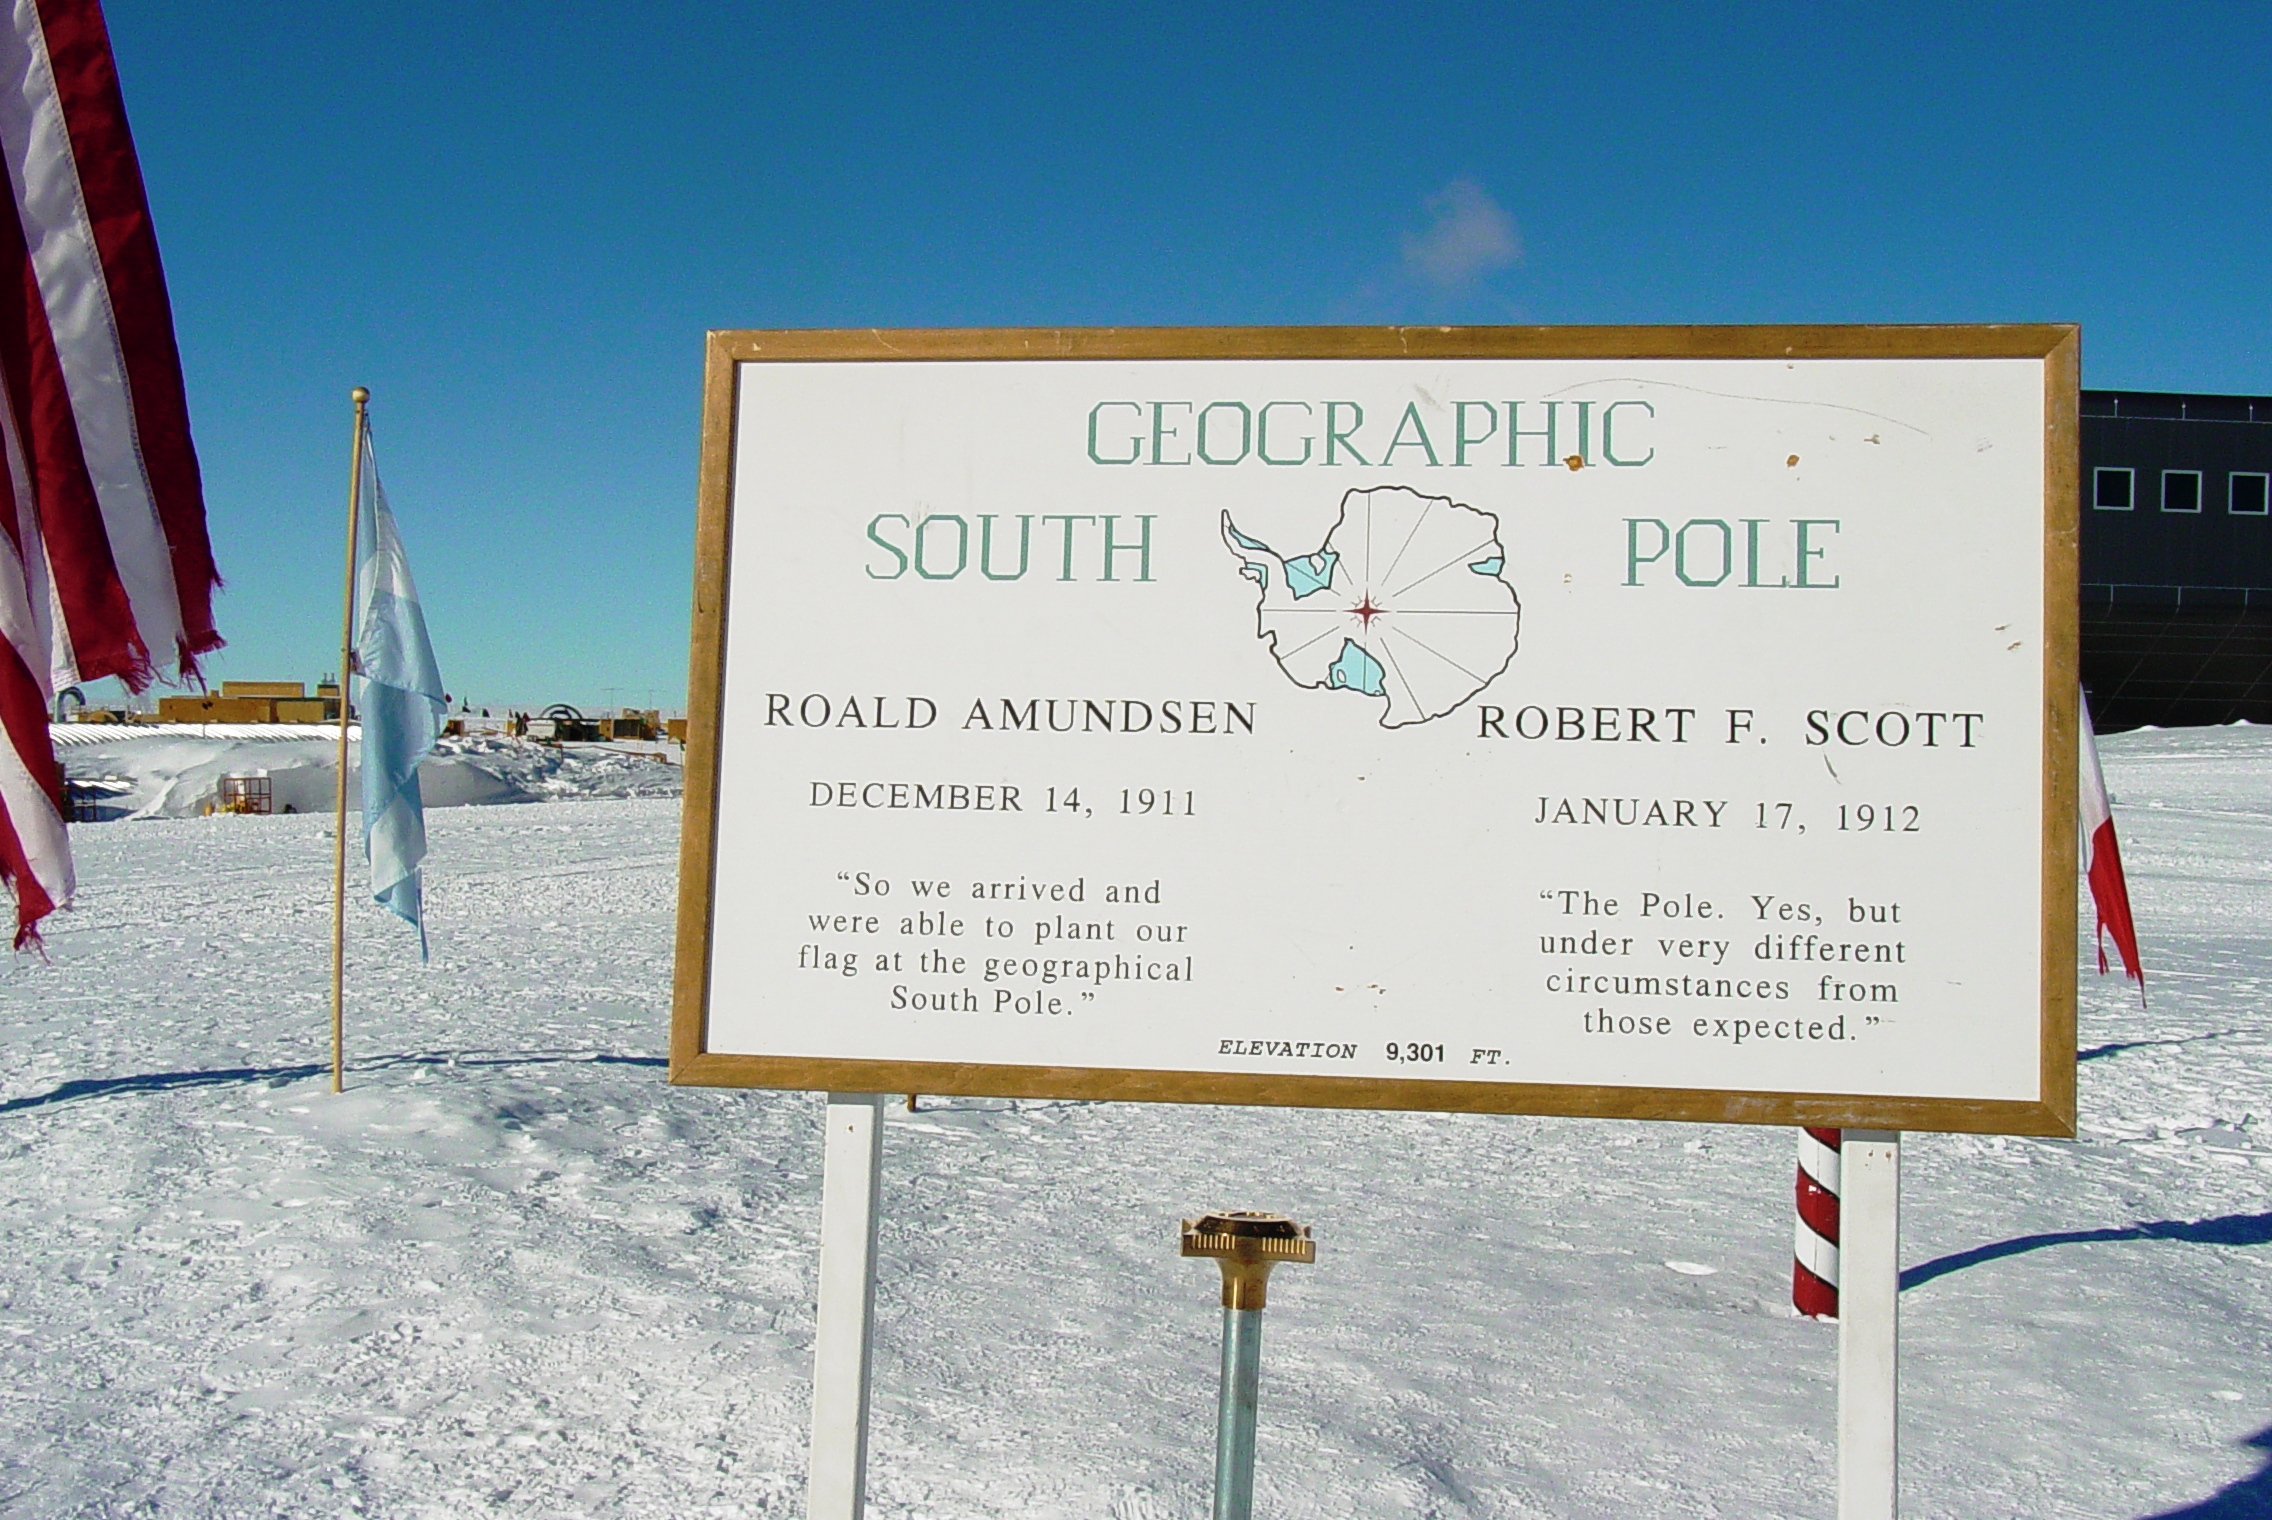 GEOGRAPHIC
SOUTH POLE
ROALD AMUNDSEN
DECEMBER 14, 1911
“So we arrived and
were able to plant our
flag at the geographical
South Pole.”
ROBERT F. SCOTT
JANUARY 17, 1912
“The Pole. Yes, but
under very different
circumstances from
those expected.”
ELEVATION 9,301 FT.